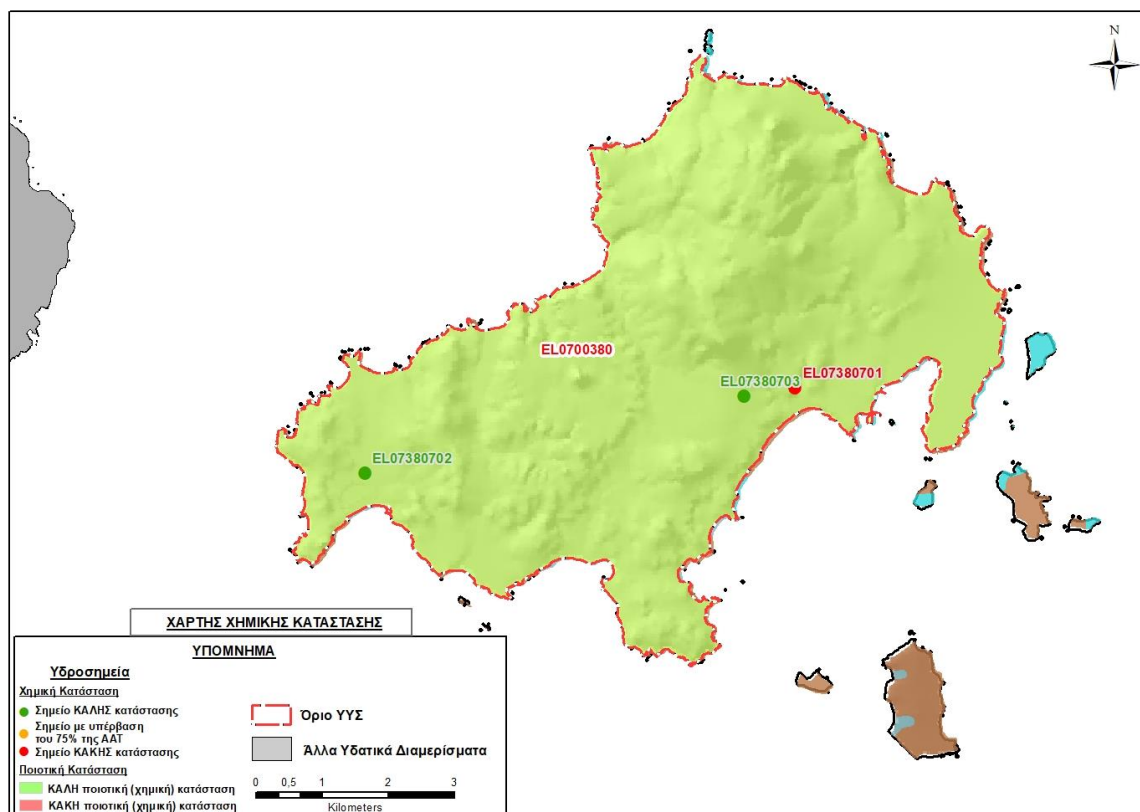 N
EL0700380
EL07380701
EL07380703
EL07380702
ΧΑΡΤΗΣ ΧΗΜΙΚΗΣ ΚΑΤΑΣΤΑΣΗΣ
ΥΠΟΜΝΗΜΑ
Υδροσημεία
Χημική Κατάσταση
Σημείο ΚΑΛΗΣ κατάστασης
Σημείο με υπέρβαση
του 75% της ΑΑΤ
Σημείο ΚΑΚΗΣ κατάστασης
Ποιοτική Κατάσταση
ΚΑΛΗ ποιοτική (χημική) κατάσταση
ΚΑΚΗ ποιοτική (χημική) κατάσταση
Όριο ΥΥΣ
Άλλα Υδατικά Διαμερίσματα
0 0,5 1 2 3
Kilometers